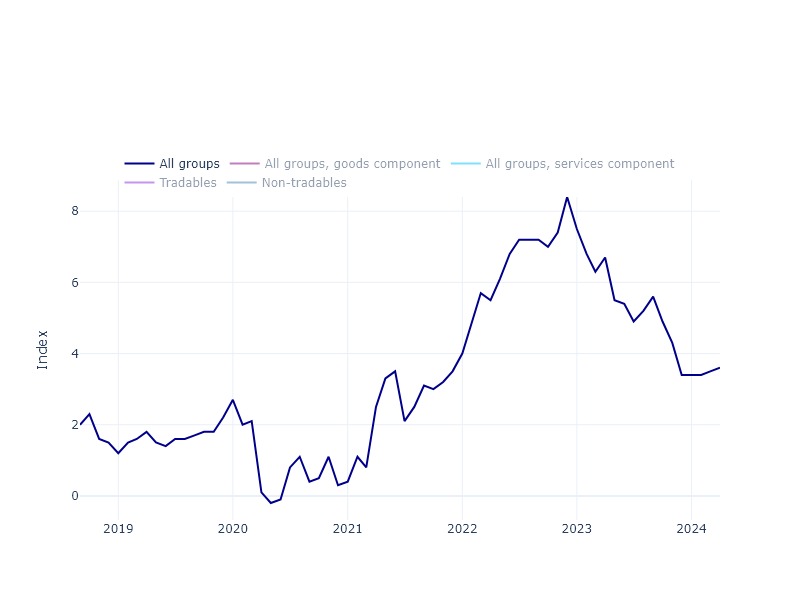 All groups All groups, goods component All groups, services component
Tradables Non-tradables
8
6
4
2
0
Index
2019 2020 2021 2022 2023 2024